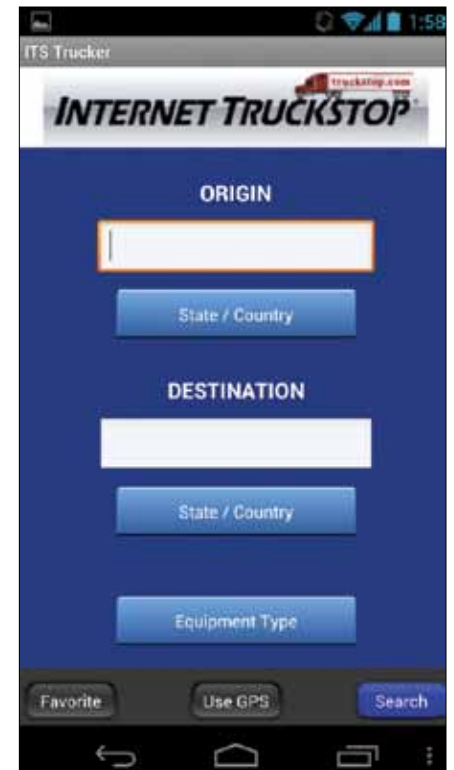 1:58
ITS Trucker
truckstop.com
INTERNET TRUCKSTOP
ORIGIN
State / Country
DESTINATION
State / Country
Equipment Type
Favorite
Use GPS
Search